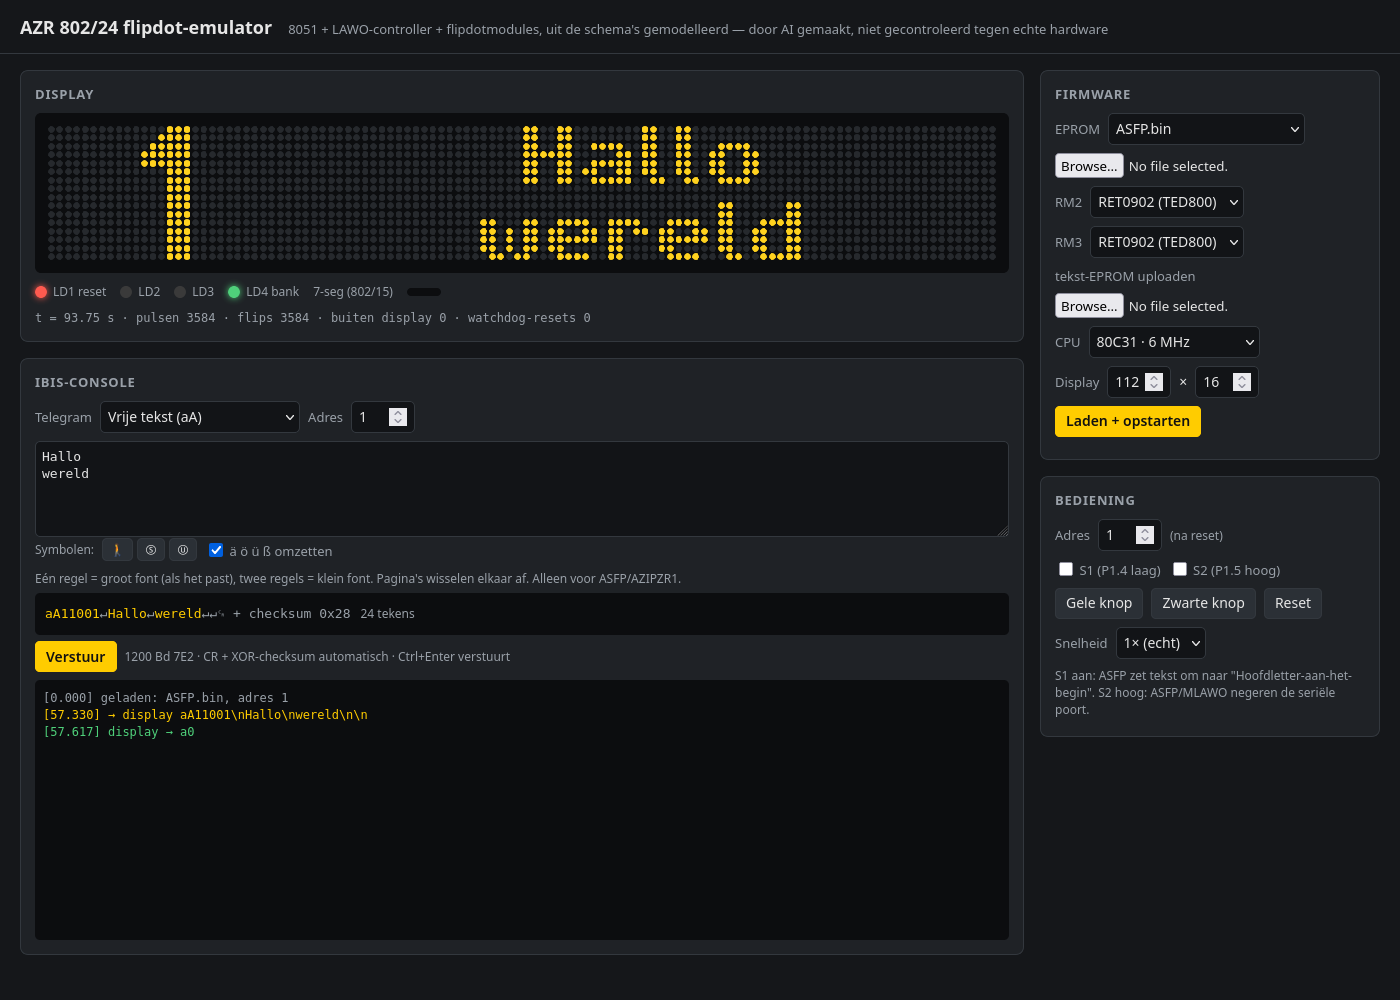 AZR 802/24 flipdot-emulator 8051 + LAWO-controller + flipdotmodules, uit de schema's gemodelleerd — door AI gemaakt, niet gecontroleerd tegen echte hardware
DISPLAY
1 Hallo
wereld
LD1 reset LD2 LD3 LD4 bank 7-seg (802/15)
t = 93.75 s · pulsen 3584 · flips 3584 · buiten display 0 · watchdog-resets 0
IBIS-CONSOLE
Telegram Vrije tekst (aA) Adres 1
Hallo
wereld
Symbolen: 🚶 Ⓢ Ⓤ ä ö ü ß omzetten
Eén regel = groot font (als het past), twee regels = klein font. Pagina's wisselen elkaar af. Alleen voor ASFP/AZIPZR1.
aA11001↵Hallo↵wereld↵↵␍ + checksum 0x28 24 tekens
Verstuur 1200 Bd 7E2 · CR + XOR-checksum automatisch · Ctrl+Enter verstuurt
[0.000] geladen: ASFP.bin, adres 1
[57.330] → display aA11001\nHallo\nwereld\n\n
[57.617] display → a0
FIRMWARE
EPROM ASFP.bin
Browse... No file selected.
RM2 RET0902 (TED800)
RM3 RET0902 (TED800)
tekst-EPROM uploaden
Browse... No file selected.
CPU 80C31 · 6 MHz
Display 112 × 16
Laden + opstarten
BEDIENING
Adres 1 (na reset)
S1 (P1.4 laag) S2 (P1.5 hoog)
Gele knop Zwarte knop Reset
Snelheid 1× (echt)
S1 aan: ASFP zet tekst om naar "Hoofdletter-aan-het-
begin". S2 hoog: ASFP/MLAWO negeren de seriële
poort.